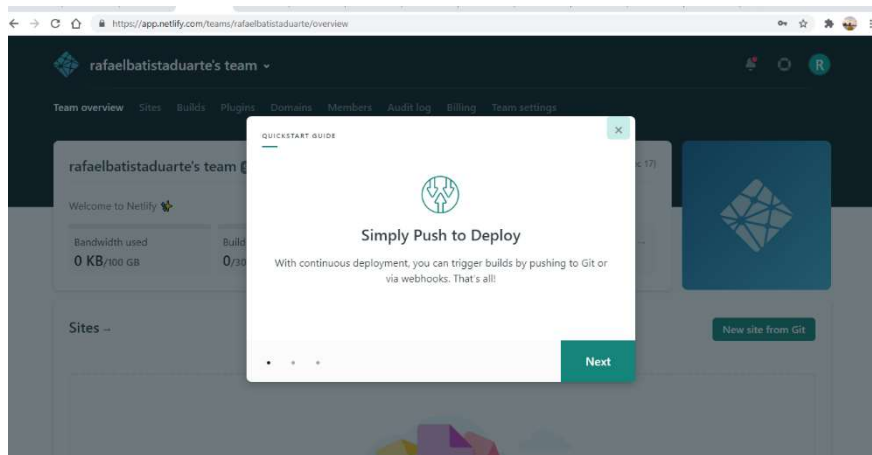 https://app.netlify.com/teams/rafaelbatistaduarte/overview
rafaelbatistaduarte's team
R
Team overview Sites Builds Plugins Domains Members Audit log Billing Team settings
QUICKSTART GUIDE
rafaelbatistaduarte's team
17)
Welcome to Netlify
Simply Push to Deploy
Bandwidth used
Build
0 KB/100 GB
With continuous deployment, you can trigger builds by pushing to Git or
via webhooks. That's all!
Sites
New site from Git
Next